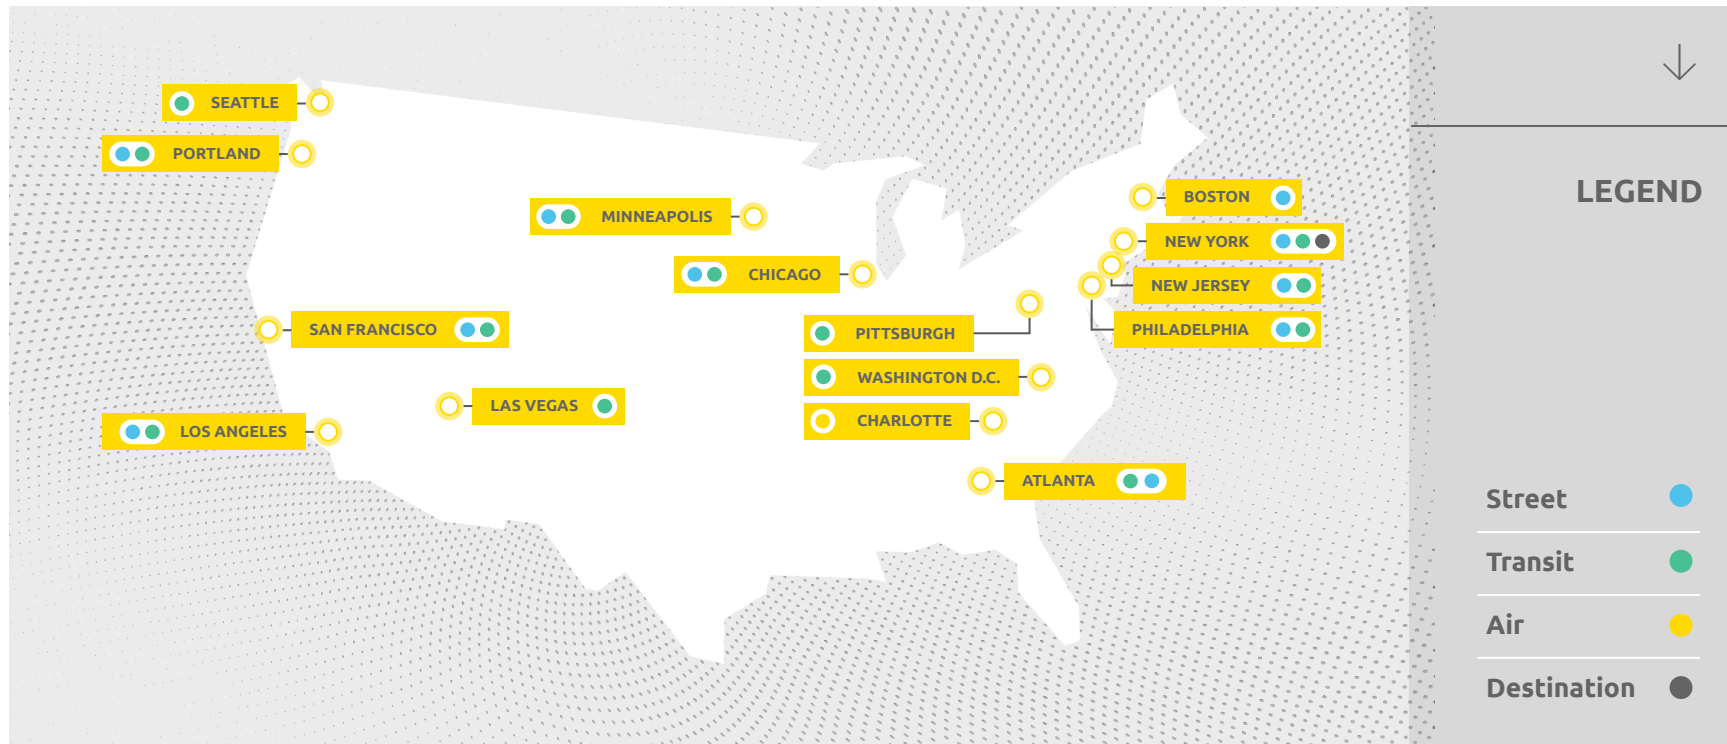 SEATTLE
PORTLAND
MINNEAPOLIS
CHICAGO
SAN FRANCISCO
LAS VEGAS
LOS ANGELES
BOSTON
NEW YORK
NEW JERSEY
PHILADELPHIA
PITTSBURGH
WASHINGTON D.C.
CHARLOTTE
ATLANTA
LEGEND
Street
Transit
Air
Destination